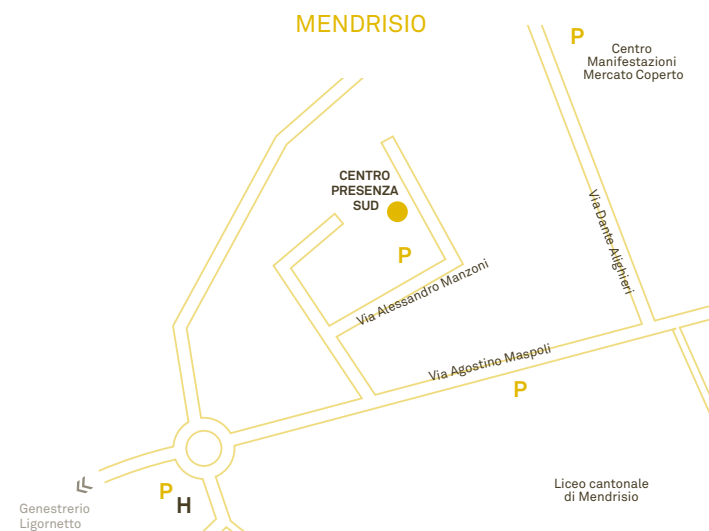 MENDRISIO
P
Centro
Manifestazioni
Mercato Coperto
CENTRO
PRESENZA
SUD
Via Dante Alighieri
P
Via Alessandro Manzoni
Via Agostino Maspoli
P
Liceo cantonale
di Mendrisio
P
H
Genestrerio
Ligornetto